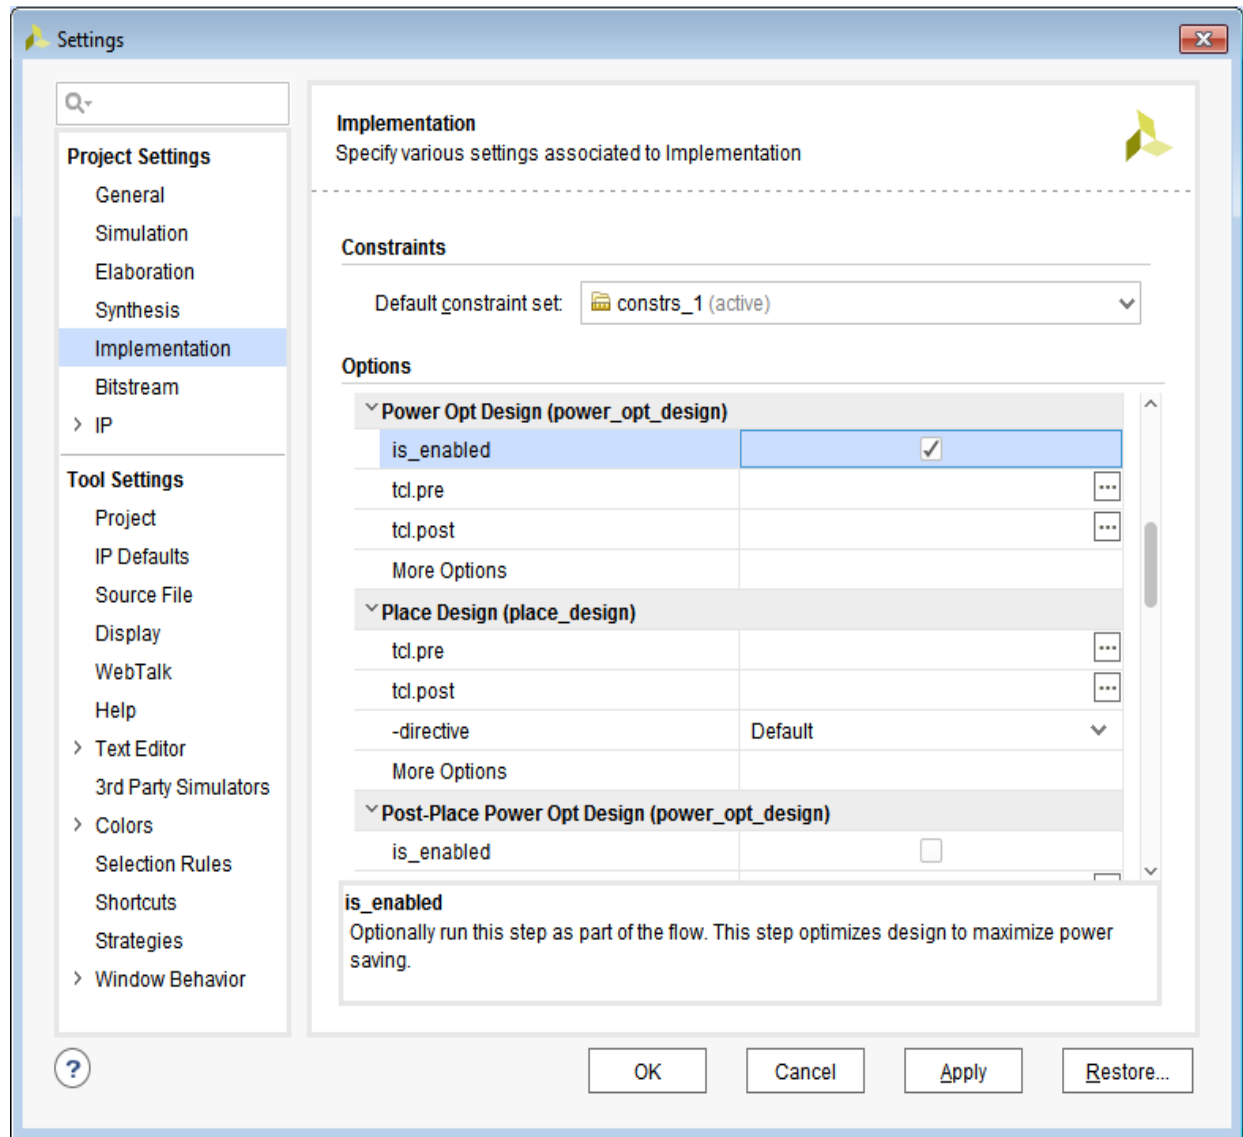 Settings
Project Settings
General
Simulation
Elaboration
Synthesis
Implementation
Bitstream
IP
Tool Settings
Project
IP Defaults
Source File
Display
WebTalk
Help
Text Editor
3rd Party Simulators
Colors
Selection Rules
Shortcuts
Strategies
Window Behavior
Implementation
Specify various settings associated to Implementation
Constraints
Default constraint set: constrs_1 (active)
Options
Power Opt Design (power_opt_design)
is_enabled
tcl.pre ...
tcl.post ...
More Options
Place Design (place_design)
tcl.pre ...
tcl.post ...
-directive Default
More Options
Post-Place Power Opt Design (power_opt_design)
is_enabled
is_enabled
Optionally run this step as part of the flow. This step optimizes design to maximize power
saving.
? OK Cancel Apply Restore...